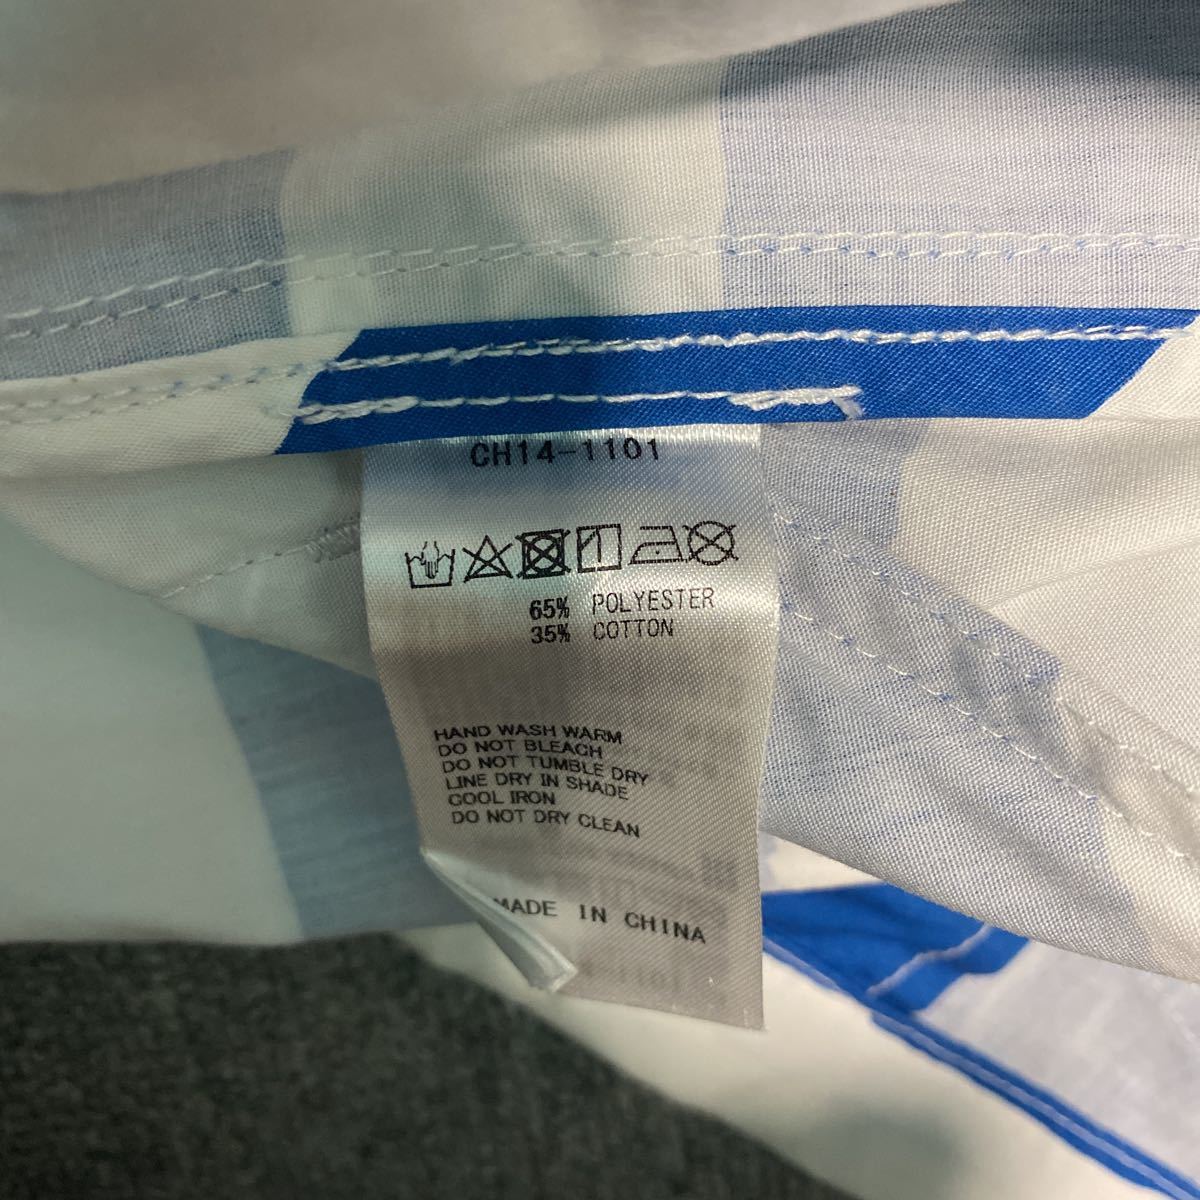 CH14-1101
65% POLYESTER
35% COTTON
HAND WASH WARM
DO NOT BLEACH
DO NOT TUMBLE DRY
LINE DRY IN SHADE
COOL IRON
DO NOT DRY CLEAN
MADE IN CHINA